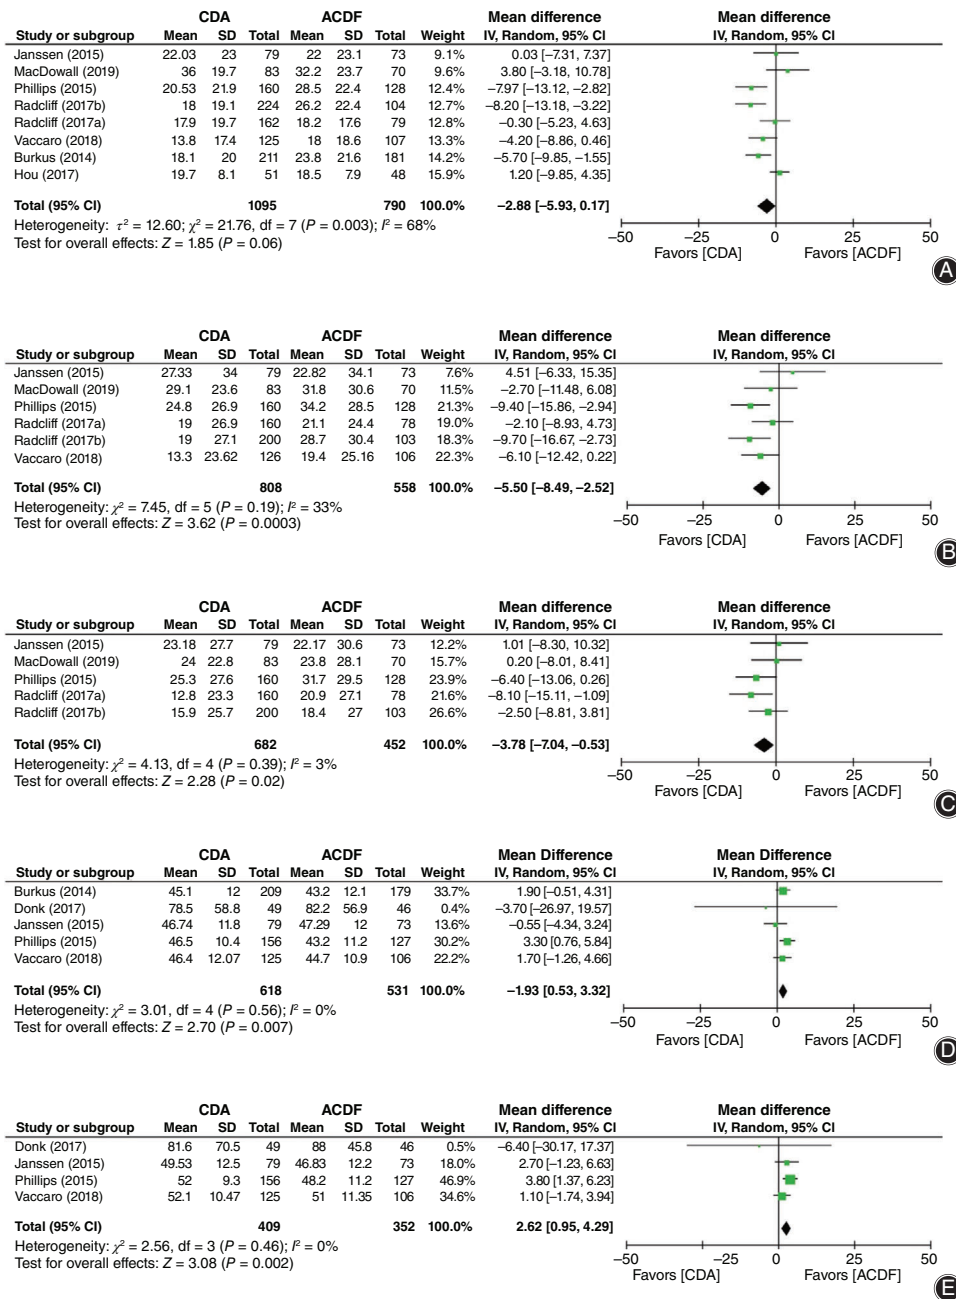 CDA ACDF Mean difference Mean difference
Study or subgroup Mean SD Total Mean SD Total Weight IV, Random, 95% CI IV, Random, 95% CI
Janssen (2015) 22.03 23 79 22 23.1 73 9.1% 0.03 [−7.31, 7.37]
MacDowall (2019) 36 19.7 83 32.2 23.7 70 9.6% 3.80 [−3.18, 10.78]
Phillips (2015) 20.53 21.9 160 28.5 22.4 128 12.4% −7.97 [−13.12, −2.82]
Radcliff (2017b) 18 19.1 224 26.2 22.4 104 12.7% −8.20 [−13.18, −3.22]
Radcliff (2017a) 17.9 19.7 162 18.2 17.6 79 12.8% −0.30 [−5.23, 4.63]
Vaccaro (2018) 13.8 17.4 125 18 18.6 107 13.3% −4.20 [−8.86, 0.46]
Burkus (2014) 18.1 20 211 23.8 21.6 181 14.2% −5.70 [−9.85, −1.55]
Hou (2017) 19.7 8.1 51 18.5 7.9 48 15.9% 1.20 [−9.85, 4.35]
Total (95% CI) 1095 790 100.0% −2.88 [−5.93, 0.17]
Heterogeneity: τ² = 12.60; χ² = 21.76, df = 7 (P = 0.003); I² = 68%
Test for overall effects: Z = 1.85 (P = 0.06)
−50 −25 0 25 50
Favors [CDA] Favors [ACDF]
A
CDA ACDF Mean difference Mean difference
Study or subgroup Mean SD Total Mean SD Total Weight IV, Random, 95% CI IV, Random, 95% CI
Janssen (2015) 27.33 34 79 22.82 34.1 73 7.6% 4.51 [−6.33, 15.35]
MacDowall (2019) 29.1 23.6 83 31.8 30.6 70 11.5% −2.70 [−11.48, 6.08]
Phillips (2015) 24.8 26.9 160 34.2 28.5 128 21.3% −9.40 [−15.86, −2.94]
Radcliff (2017a) 19 26.9 160 21.1 24.4 78 19.0% −2.10 [−8.93, 4.73]
Radcliff (2017b) 19 27.1 200 28.7 30.4 103 18.3% −9.70 [−16.67, −2.73]
Vaccaro (2018) 13.3 23.62 126 19.4 25.16 106 22.3% −6.10 [−12.42, 0.22]
Total (95% CI) 808 558 100.0% −5.50 [−8.49, −2.52]
Heterogeneity: χ² = 7.45, df = 5 (P = 0.19); I² = 33%
Test for overall effects: Z = 3.62 (P = 0.0003)
−50 −25 0 25 50
Favors [CDA] Favors [ACDF]
B
CDA ACDF Mean difference Mean difference
Study or subgroup Mean SD Total Mean SD Total Weight IV, Random, 95% CI IV, Random, 95% CI
Janssen (2015) 23.18 27.7 79 22.17 30.6 73 12.2% 1.01 [−8.30, 10.32]
MacDowall (2019) 24 22.8 83 23.8 28.1 70 15.7% 0.20 [−8.01, 8.41]
Phillips (2015) 25.3 27.6 160 31.7 29.5 128 23.9% −6.40 [−13.06, 0.26]
Radcliff (2017a) 12.8 23.3 160 20.9 27.1 78 21.6% −8.10 [−15.11, −1.09]
Radcliff (2017b) 15.9 25.7 200 18.4 27 103 26.6% −2.50 [−8.81, 3.81]
Total (95% CI) 682 452 100.0% −3.78 [−7.04, −0.53]
Heterogeneity: χ² = 4.13, df = 4 (P = 0.39); I² = 3%
Test for overall effects: Z = 2.28 (P = 0.02)
−50 −25 0 25 50
Favors [CDA] Favors [ACDF]
C
CDA ACDF Mean Difference Mean Difference
Study or subgroup Mean SD Total Mean SD Total Weight IV, Random, 95% CI IV, Random, 95% CI
Burkus (2014) 45.1 12 209 43.2 12.1 179 33.7% 1.90 [−0.51, 4.31]
Donk (2017) 78.5 58.8 49 82.2 56.9 46 0.4% −3.70 [−26.97, 19.57]
Janssen (2015) 46.74 11.8 79 47.29 12 73 13.6% −0.55 [−4.34, 3.24]
Phillips (2015) 46.5 10.4 156 43.2 11.2 127 30.2% 3.30 [0.76, 5.84]
Vaccaro (2018) 46.4 12.07 125 44.7 10.9 106 22.2% 1.70 [−1.26, 4.66]
Total (95% CI) 618 531 100.0% −1.93 [0.53, 3.32]
Heterogeneity: χ² = 3.01, df = 4 (P = 0.56); I² = 0%
Test for overall effects: Z = 2.70 (P = 0.007)
−50 −25 0 25 50
Favors [CDA] Favors [ACDF]
D
CDA ACDF Mean difference Mean difference
Study or subgroup Mean SD Total Mean SD Total Weight IV, Random, 95% CI IV, Random, 95% CI
Donk (2017) 81.6 70.5 49 88 45.8 46 0.5% −6.40 [−30.17, 17.37]
Janssen (2015) 49.53 12.5 79 46.83 12.2 73 18.0% 2.70 [−1.23, 6.63]
Phillips (2015) 52 9.3 156 48.2 11.2 127 46.9% 3.80 [1.37, 6.23]
Vaccaro (2018) 52.1 10.47 125 51 11.35 106 34.6% 1.10 [−1.74, 3.94]
Total (95% CI) 409 352 100.0% 2.62 [0.95, 4.29]
Heterogeneity: χ² = 2.56, df = 3 (P = 0.46); I² = 0%
Test for overall effects: Z = 3.08 (P = 0.002)
−50 −25 0 25 50
Favors [CDA] Favors [ACDF]
E